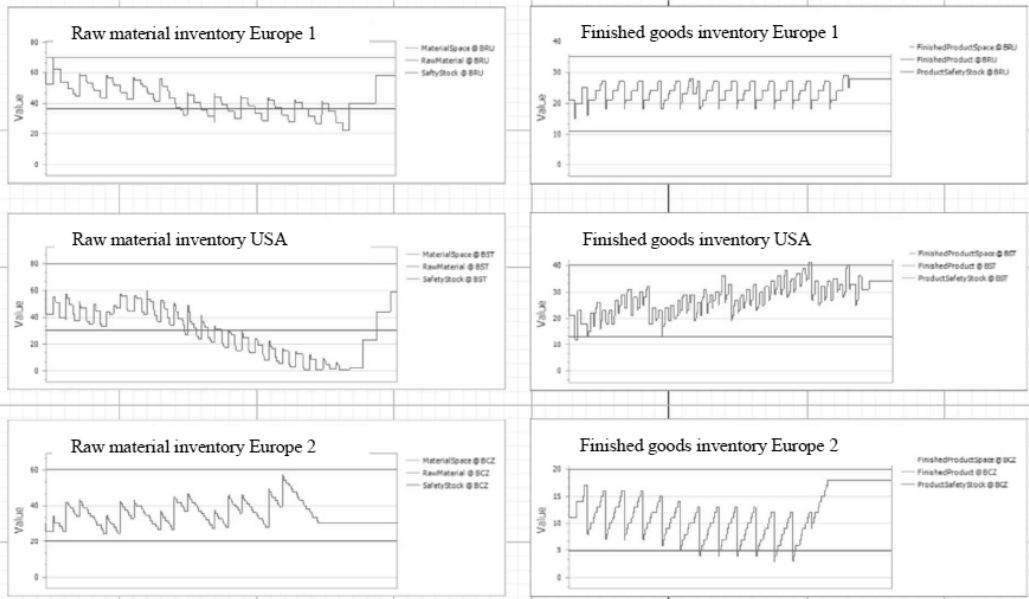 Raw material inventory Europe 1
80
60
40
20
0
Value
MaterialSpace @ BRU
RawMaterial @ BRU
SaftyStock @ BRU
Finished goods inventory Europe 1
40
30
20
10
0
Value
FinishedProductSpace @ BRU
FinishedProduct @ BRU
ProductSafetyStock @ BRU
Raw material inventory USA
80
60
40
20
0
Value
MaterialSpace @ BST
RawMaterial @ BST
SafetyStock @ BST
Finished goods inventory USA
40
30
20
10
0
Value
FinishedProductSpace @ BST
FinishedProduct @ BST
ProductSafetyStock @ BST
Raw material inventory Europe 2
60
40
20
0
Value
MaterialSpace @ BCZ
RawMaterial @ BCZ
SafetyStock @ BCZ
Finished goods inventory Europe 2
20
15
10
5
0
Value
FinishedProductSpace @ BCZ
FinishedProduct @ BCZ
ProductSafetyStock @ BCZ